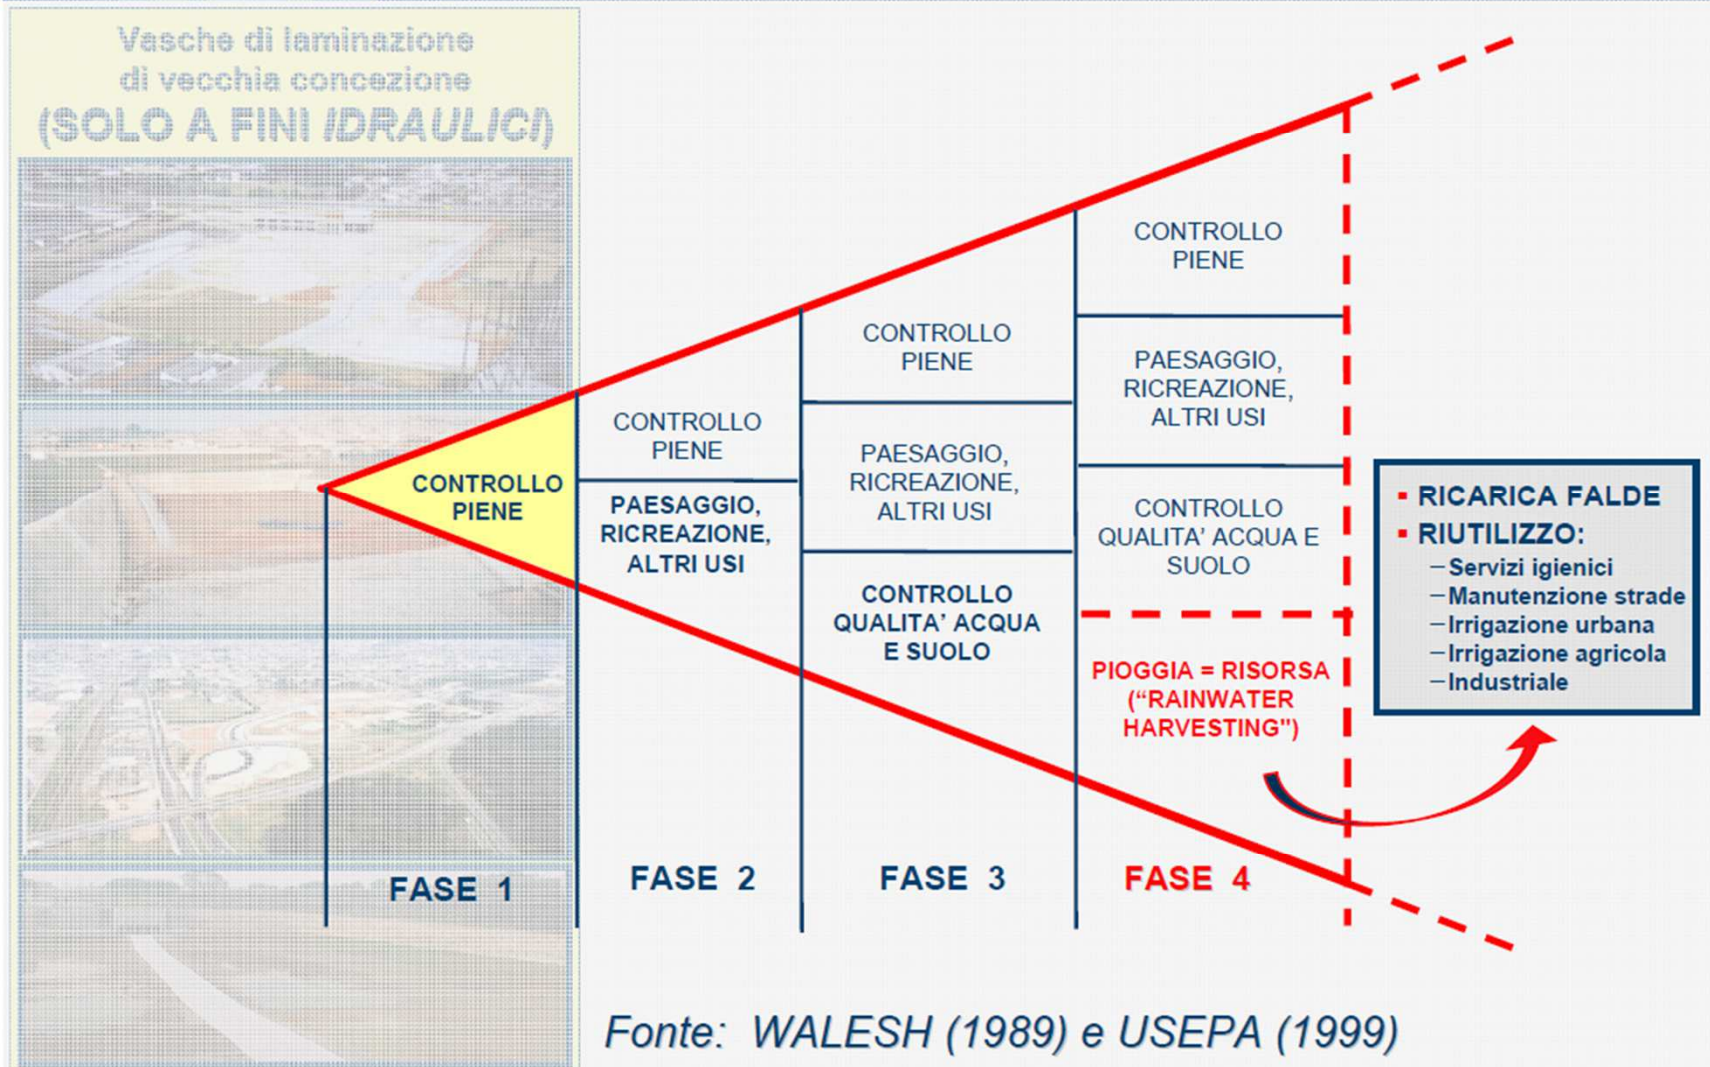 Vasche di laminazione
di vecchia concezione
(SOLO A FINI IDRAULICI)
CONTROLLO
PIENE
FASE 1
CONTROLLO
PIENE
PAESAGGIO,
RICREAZIONE,
ALTRI USI
FASE 2
CONTROLLO
PIENE
PAESAGGIO,
RICREAZIONE,
ALTRI USI
CONTROLLO
QUALITA' ACQUA
E SUOLO
FASE 3
CONTROLLO
PIENE
PAESAGGIO,
RICREAZIONE,
ALTRI USI
CONTROLLO
QUALITA' ACQUA E
SUOLO
PIOGGIA = RISORSA
("RAINWATER
HARVESTING")
FASE 4
▪ RICARICA FALDE
▪ RIUTILIZZO:
–Servizi igienici
–Manutenzione strade
–Irrigazione urbana
–Irrigazione agricola
–Industriale
Fonte: WALESH (1989) e USEPA (1999)